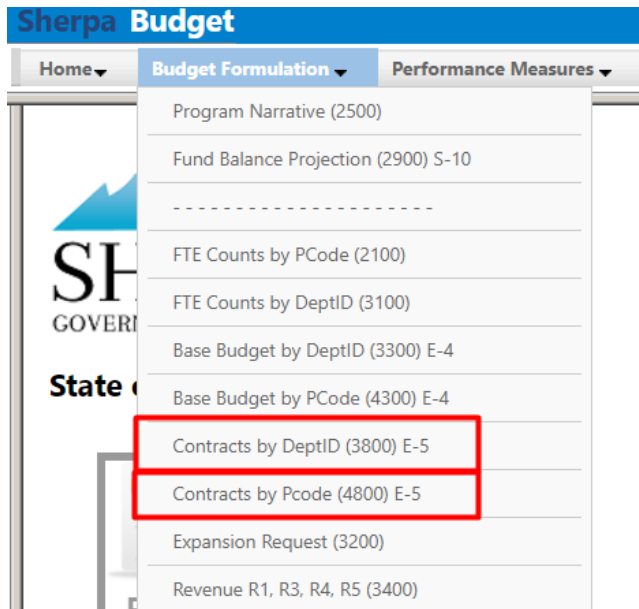 Sherpa Budget
Home Budget Formulation Performance Measures
Program Narrative (2500)
Fund Balance Projection (2900) S-10
- - - - - - - - - - - - - - - - - - - - - -
FTE Counts by PCode (2100)
FTE Counts by DeptID (3100)
SH
GOVER
Base Budget by DeptID (3300) E-4
State
Base Budget by PCode (4300) E-4
Contracts by DeptID (3800) E-5
Contracts by Pcode (4800) E-5
Expansion Request (3200)
Revenue R1, R3, R4, R5 (3400)